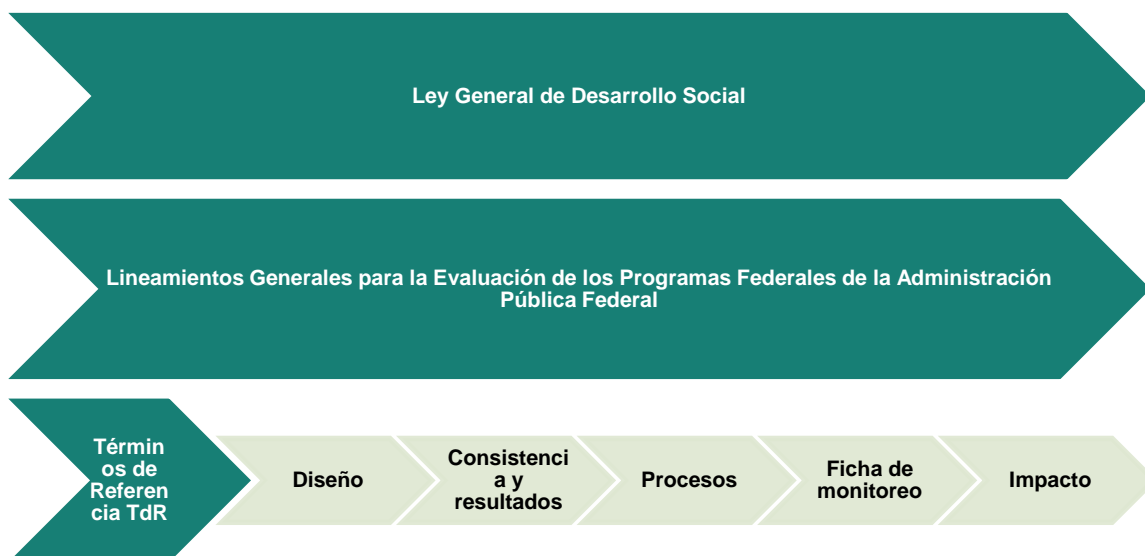 Ley General de Desarrollo Social
Lineamientos Generales para la Evaluación de los Programas Federales de la Administración
Pública Federal
Términ
os de
Referen
cia TdR
Diseño
Consistenci
a y
resultados
Procesos
Ficha de
monitoreo
Impacto